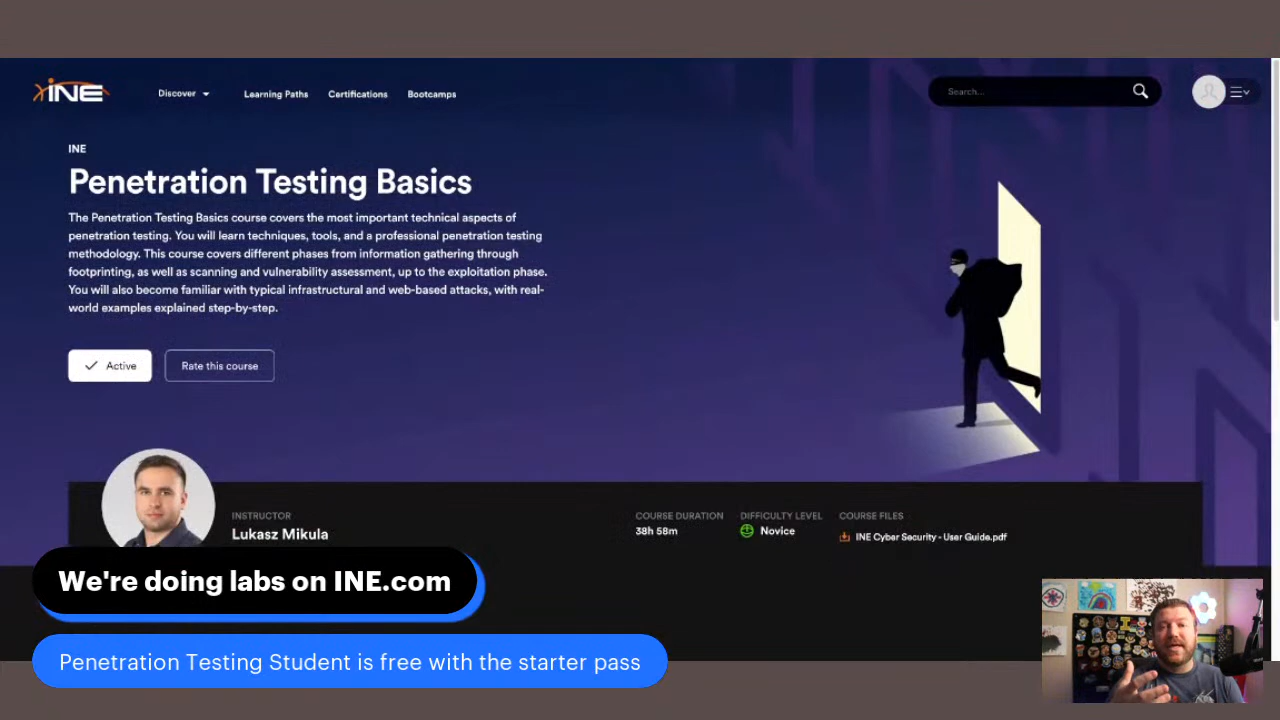 INE
Discover
Learning Paths
Certifications
Bootcamps
Search...
INE
Penetration Testing Basics
The Penetration Testing Basics course covers the most important technical aspects of
penetration testing. You will learn techniques, tools, and a professional penetration testing
methodology. This course covers different phases from information gathering through
footprinting, as well as scanning and vulnerability assessment, up to the exploitation phase.
You will also become familiar with typical infrastructural and web-based attacks, with real-
world examples explained step-by-step.
Active
Rate this course
INSTRUCTOR
Lukasz Mikula
COURSE DURATION
38h 58m
DIFFICULTY LEVEL
Novice
COURSE FILES
INE Cyber Security - User Guide.pdf
We're doing labs on INE.com
Penetration Testing Student is free with the starter pass